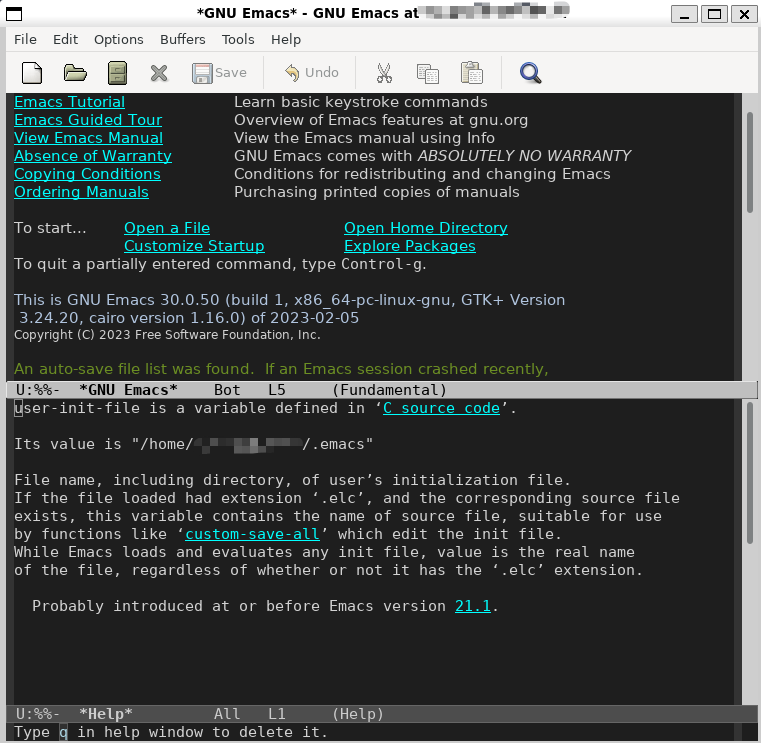 *GNU Emacs* - GNU Emacs at
File Edit Options Buffers Tools Help
Save Undo
Emacs Tutorial Learn basic keystroke commands
Emacs Guided Tour Overview of Emacs features at gnu.org
View Emacs Manual View the Emacs manual using Info
Absence of Warranty GNU Emacs comes with ABSOLUTELY NO WARRANTY
Copying Conditions Conditions for redistributing and changing Emacs
Ordering Manuals Purchasing printed copies of manuals
To start... Open a File Open Home Directory
Customize Startup Explore Packages
To quit a partially entered command, type Control-g.
This is GNU Emacs 30.0.50 (build 1, x86_64-pc-linux-gnu, GTK+ Version
3.24.20, cairo version 1.16.0) of 2023-02-05
Copyright (C) 2023 Free Software Foundation, Inc.
An auto-save file list was found.  If an Emacs session crashed recently,
U:%%-  *GNU Emacs*    Bot   L5     (Fundamental)
user-init-file is a variable defined in ‘C source code’.
Its value is "/home/ /.emacs"
File name, including directory, of user’s initialization file.
If the file loaded had extension ‘.elc’, and the corresponding source file
exists, this variable contains the name of source file, suitable for use
by functions like ‘custom-save-all’ which edit the init file.
While Emacs loads and evaluates any init file, value is the real name
of the file, regardless of whether or not it has the ‘.elc’ extension.
Probably introduced at or before Emacs version 21.1.
U:%%-  *Help*         All   L1     (Help)
Type q in help window to delete it.